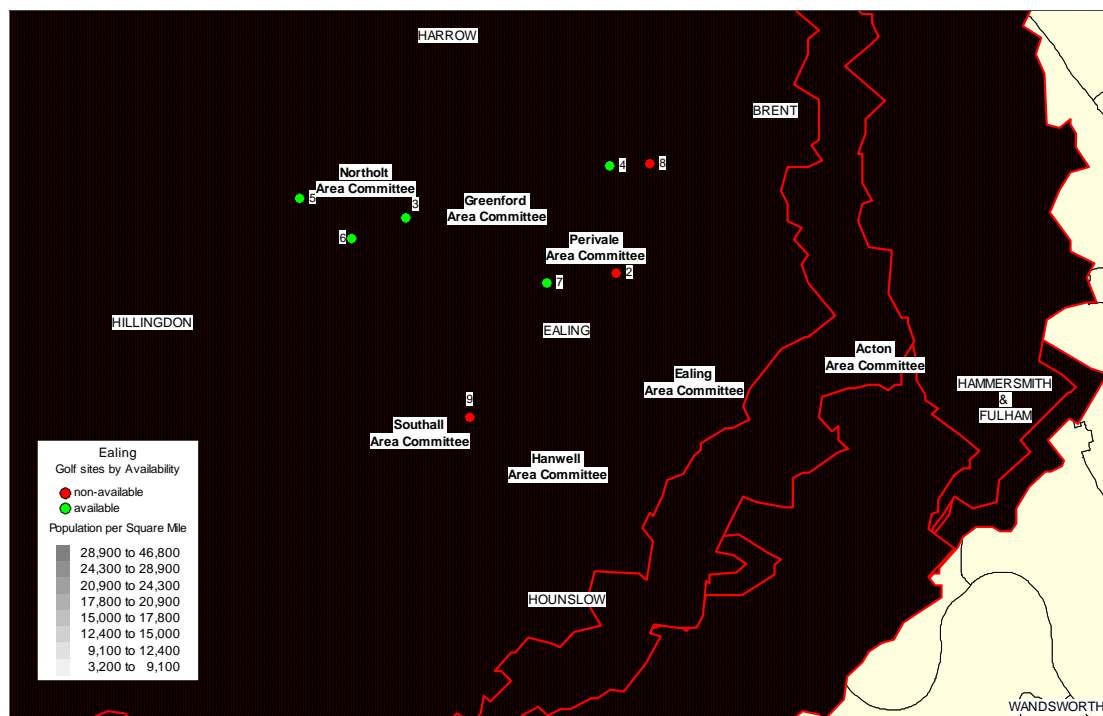 HARROW
BRENT
4
8
Northolt
Area Committee
5
3
Greenford
Area Committee
6
Perivale
Area Committee
2
7
HILLINGDON
EALING
Acton
Area Committee
Ealing
Area Committee
HAMMERSMITH
&
FULHAM
9
Southall
Area Committee
Hanwell
Area Committee
Ealing
Golf sites by Availability
non-available
available
Population per Square Mile
28,900 to 46,800
24,300 to 28,900
20,900 to 24,300
17,800 to 20,900
15,000 to 17,800
12,400 to 15,000
9,100 to 12,400
3,200 to 9,100
HOUNSLOW
WANDSWORTH